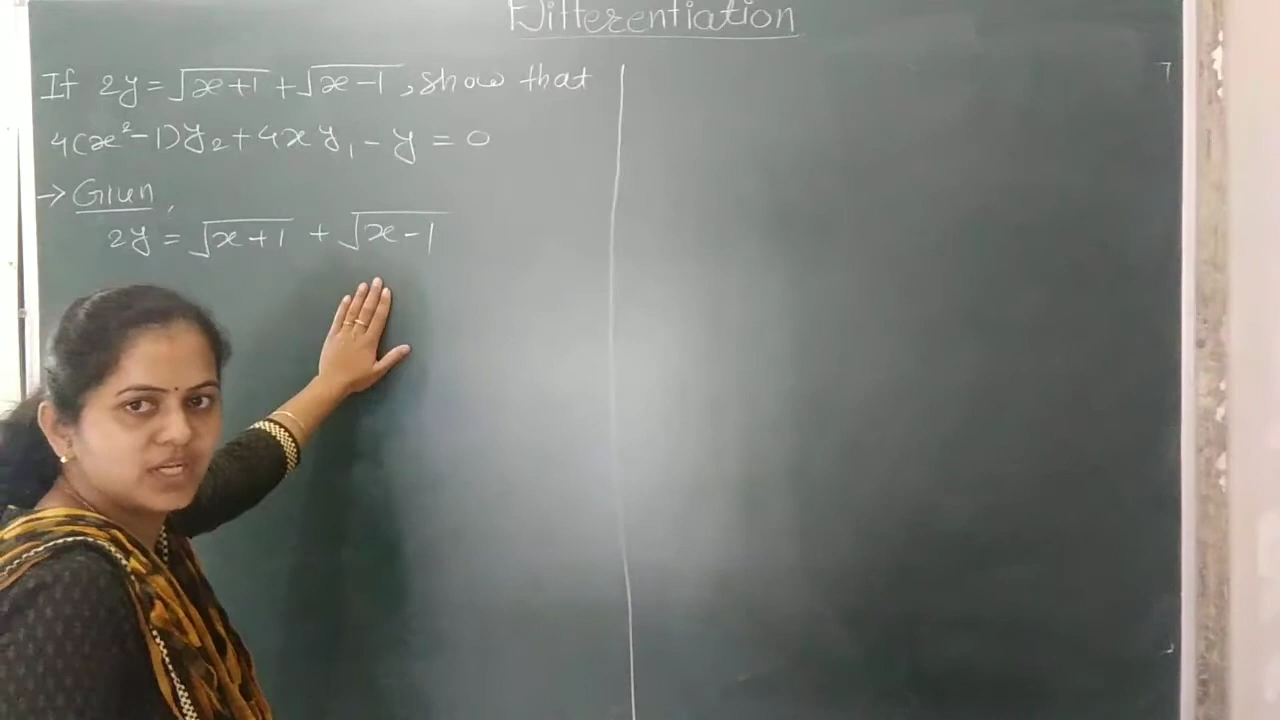 Differentiation
If 2y = √(x+1) + √(x-1), show that
4(x²-1)y₂ + 4xy₁ - y = 0
→ Given,
2y = √(x+1) + √(x-1)